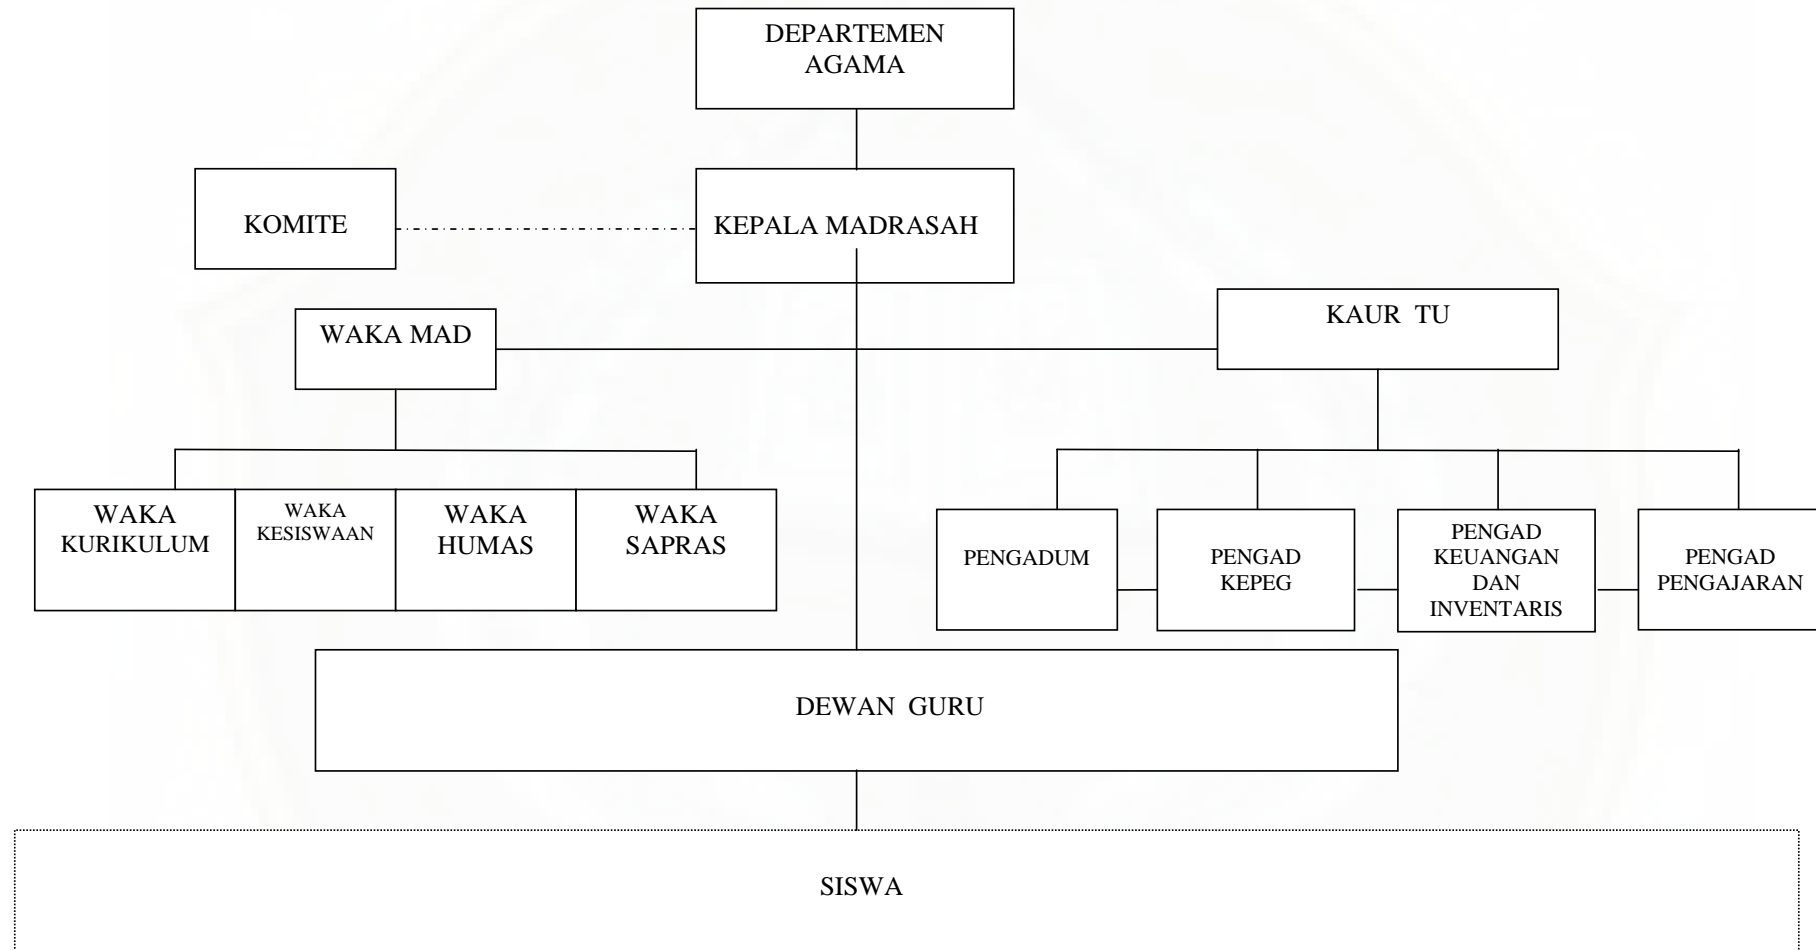 DEPARTEMEN
AGAMA
KOMITE
KEPALA MADRASAH
WAKA MAD
KAUR TU
WAKA
KURIKULUM
WAKA
KESISWAAN
WAKA
HUMAS
WAKA
SAPRAS
PENGADUM
PENGAD
KEPEG
PENGAD
KEUANGAN
DAN
INVENTARIS
PENGAD
PENGAJARAN
DEWAN GURU
SISWA